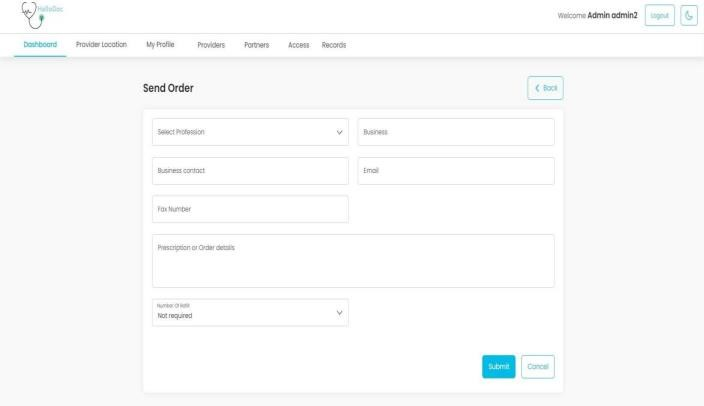 HalloDoc
Welcome Admin admin2 Logout
Dashboard Provider Location My Profile Providers Partners Access Records
Send Order
Back
Select Profession Business
Business contact Email
Fax Number
Prescription or Order details
Number Of Refill
Not required
Submit Cancel